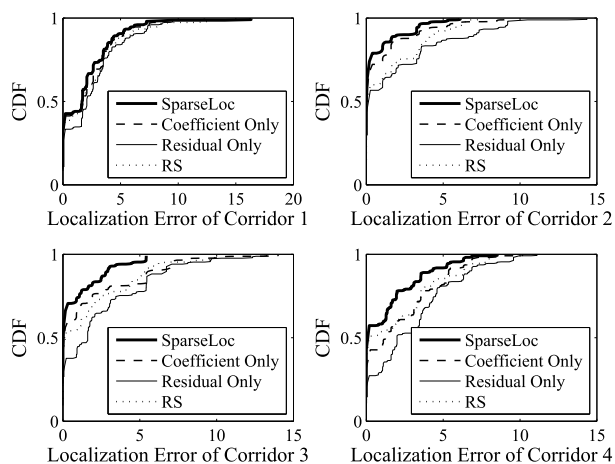 1
CDF
0.5
0
SparseLoc
Coefficient Only
Residual Only
RS
0 5 10 15 20
Localization Error of Corridor 1
1
CDF
0.5
0
SparseLoc
Coefficient Only
Residual Only
RS
0 5 10 15
Localization Error of Corridor 2
1
CDF
0.5
0
SparseLoc
Coefficient Only
Residual Only
RS
0 5 10 15
Localization Error of Corridor 3
1
CDF
0.5
0
SparseLoc
Coefficient Only
Residual Only
RS
0 5 10 15
Localization Error of Corridor 4